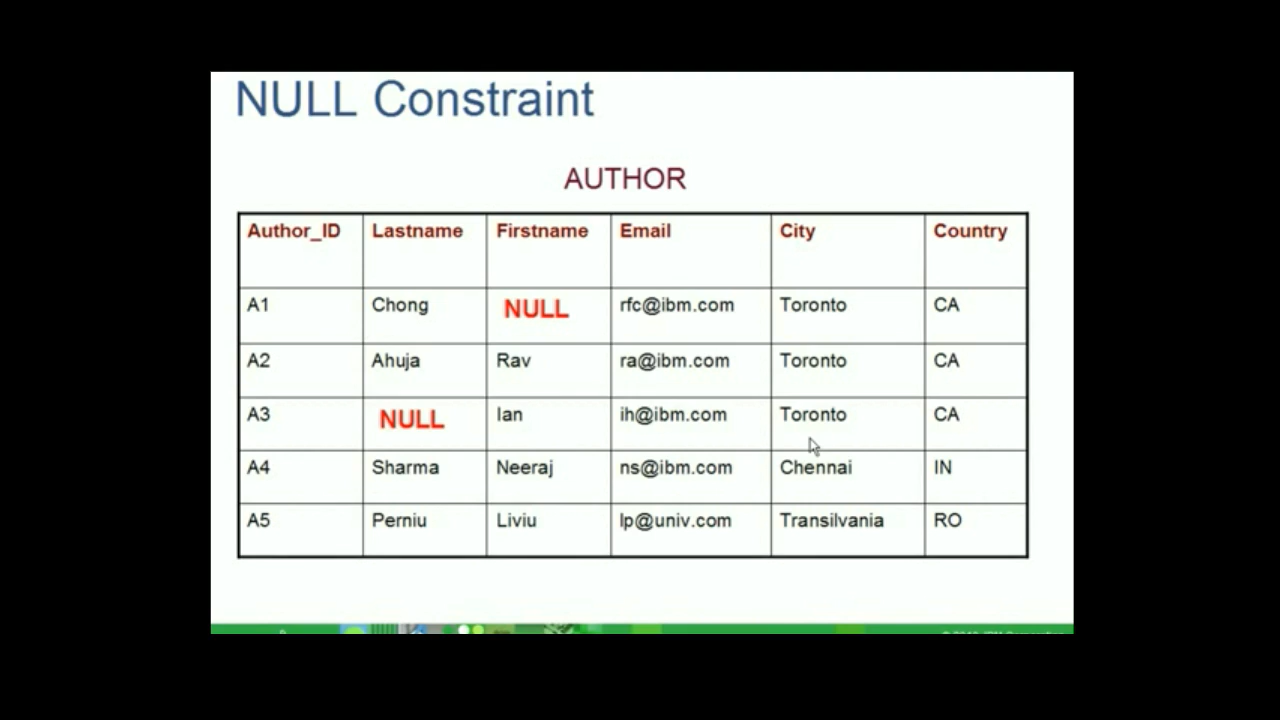 NULL Constraint
AUTHOR
Author_ID Lastname Firstname Email City Country
A1 Chong NULL rfc@ibm.com Toronto CA
A2 Ahuja Rav ra@ibm.com Toronto CA
A3 NULL Ian ih@ibm.com Toronto CA
A4 Sharma Neeraj ns@ibm.com Chennai IN
A5 Perniu Liviu lp@univ.com Transilvania RO